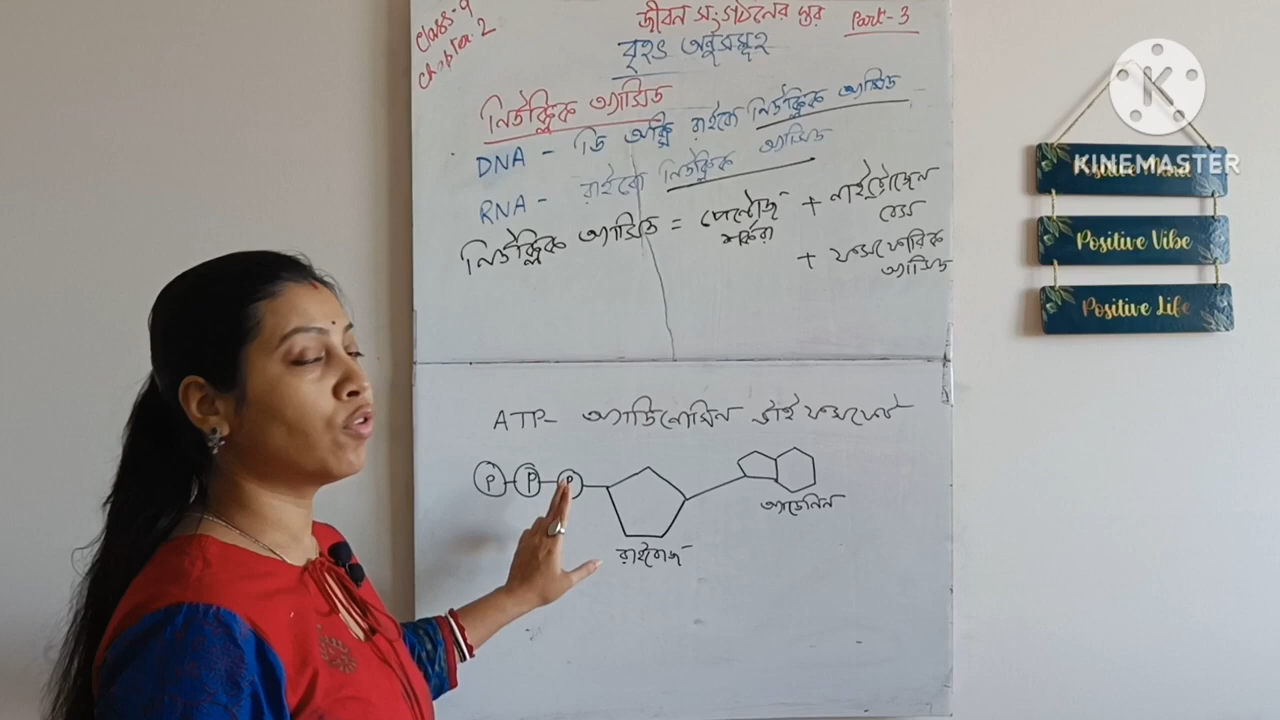 Class-9
Chapter-2
জীবন সংগঠনের স্তর Part-3
বৃহৎ অণুসমূহ
নিউক্লিক অ্যাসিড
DNA - ডি অক্সি রাইবো নিউক্লিক অ্যাসিড
RNA - রাইবো নিউক্লিক অ্যাসিড
নিউক্লিক অ্যাসিড = পেন্টোজ শর্করা + নাইট্রোজেন বেস
+ ফসফোরিক অ্যাসিড
ATP- অ্যাডিনোসিন ট্রাই ফসফেট
P P P
অ্যাডেনিন
রাইবোজ
K
KINEMASTER
Positive Vibe
Positive Life